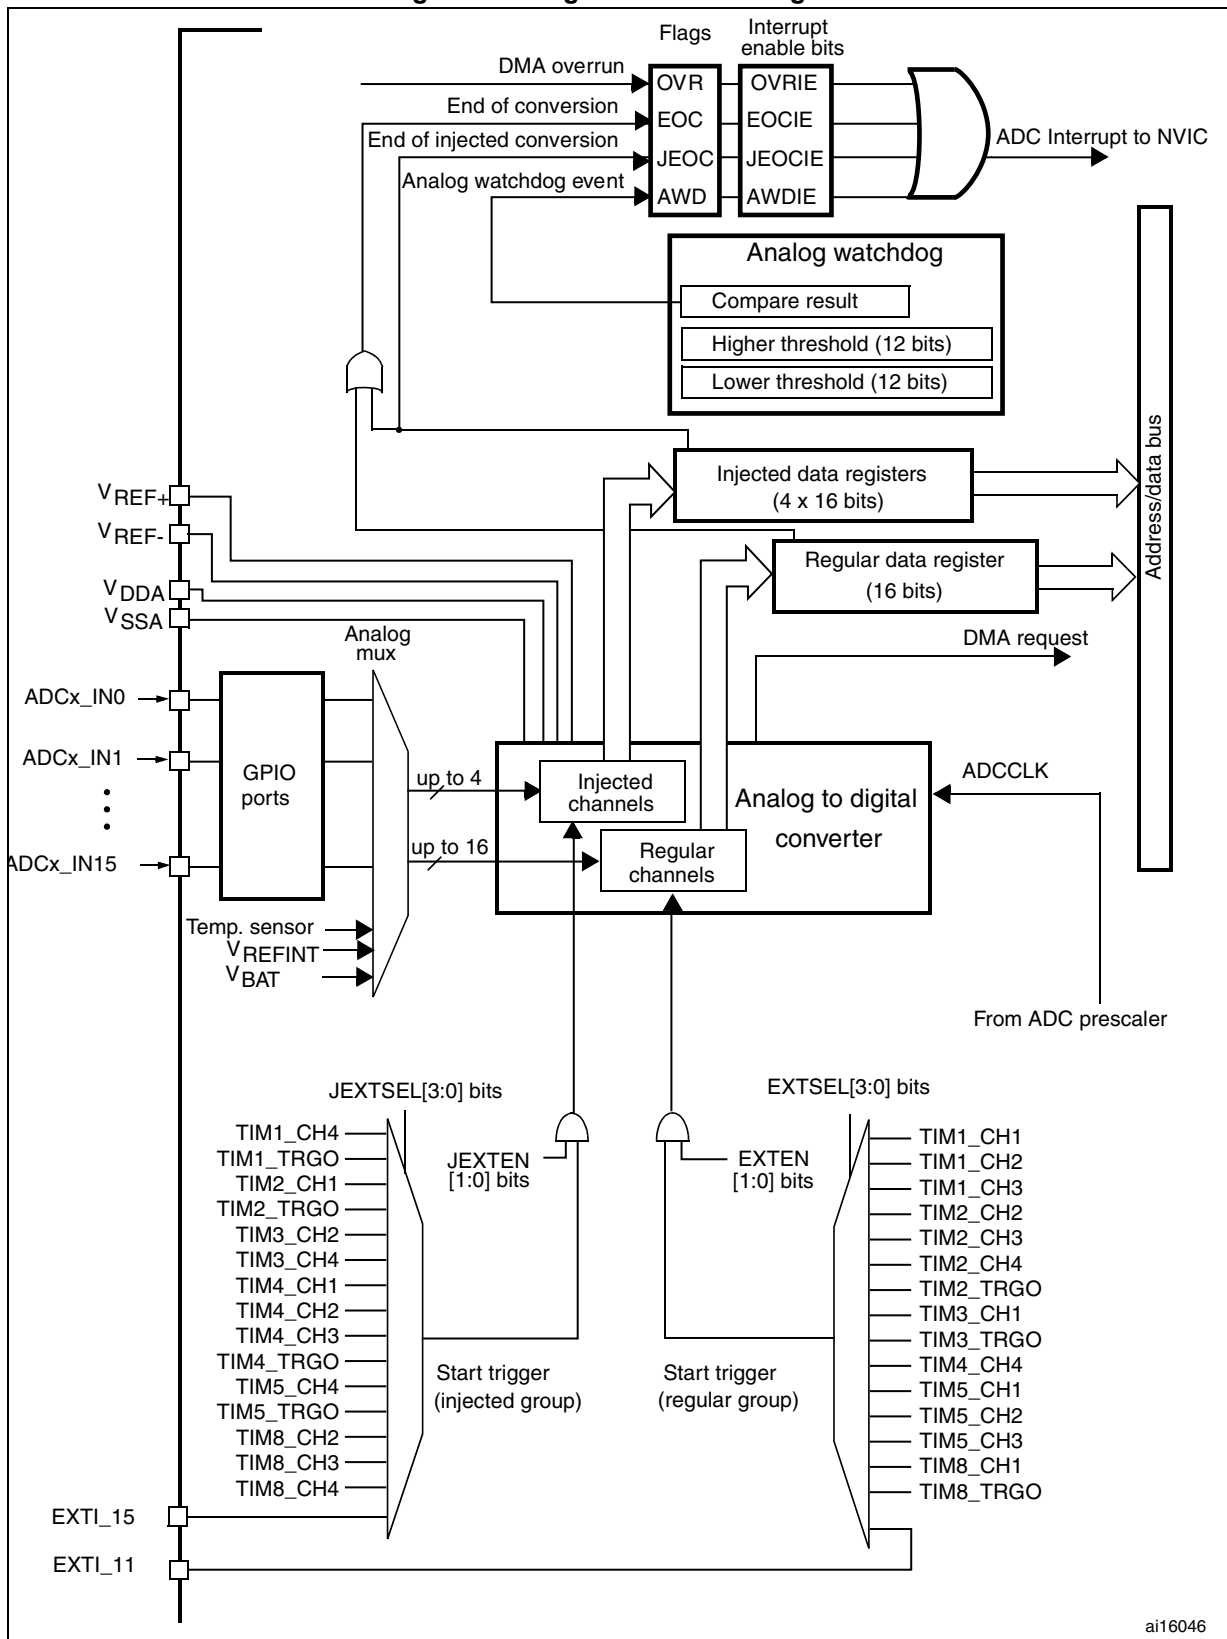 Flags
Interrupt
enable bits
DMA overrun
OVR
OVRIE
End of conversion
EOC
EOCIE
End of injected conversion
JEOC
JEOCIE
ADC Interrupt to NVIC
Analog watchdog event
AWD
AWDIE
Analog watchdog
Compare result
Higher threshold (12 bits)
Lower threshold (12 bits)
Address/data bus
Injected data registers
(4 x 16 bits)
VREF+
VREF-
VDDA
VSSA
Regular data register
(16 bits)
DMA request
Analog
mux
ADCx_IN0
ADCx_IN1
ADCx_IN15
GPIO
ports
up to 4
up to 16
Injected
channels
Regular
channels
Analog to digital
converter
ADCCLK
Temp. sensor
VREFINT
VBAT
From ADC prescaler
JEXTSEL[3:0] bits
EXTSEL[3:0] bits
TIM1_CH4
TIM1_TRGO
TIM2_CH1
TIM2_TRGO
TIM3_CH2
TIM3_CH4
TIM4_CH1
TIM4_CH2
TIM4_CH3
TIM4_TRGO
TIM5_CH4
TIM5_TRGO
TIM8_CH2
TIM8_CH3
TIM8_CH4
JEXTEN
[1:0] bits
EXTEN
[1:0] bits
Start trigger
(injected group)
Start trigger
(regular group)
TIM1_CH1
TIM1_CH2
TIM1_CH3
TIM2_CH2
TIM2_CH3
TIM2_CH4
TIM2_TRGO
TIM3_CH1
TIM3_TRGO
TIM4_CH4
TIM5_CH1
TIM5_CH2
TIM5_CH3
TIM8_CH1
TIM8_TRGO
EXTI_15
EXTI_11
ai16046